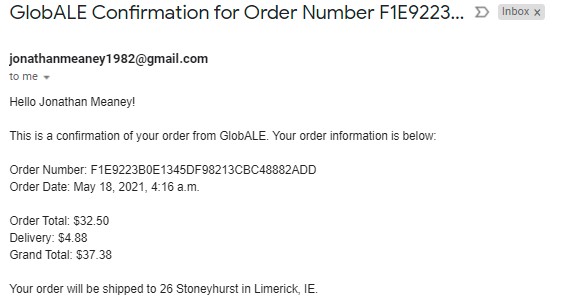 GlobALE Confirmation for Order Number F1E9223... Inbox x
jonathanmeaney1982@gmail.com
to me
Hello Jonathan Meaney!
This is a confirmation of your order from GlobALE. Your order information is below:
Order Number: F1E9223B0E1345DF98213CBC48882ADD
Order Date: May 18, 2021, 4:16 a.m.
Order Total: $32.50
Delivery: $4.88
Grand Total: $37.38
Your order will be shipped to 26 Stoneyhurst in Limerick, IE.